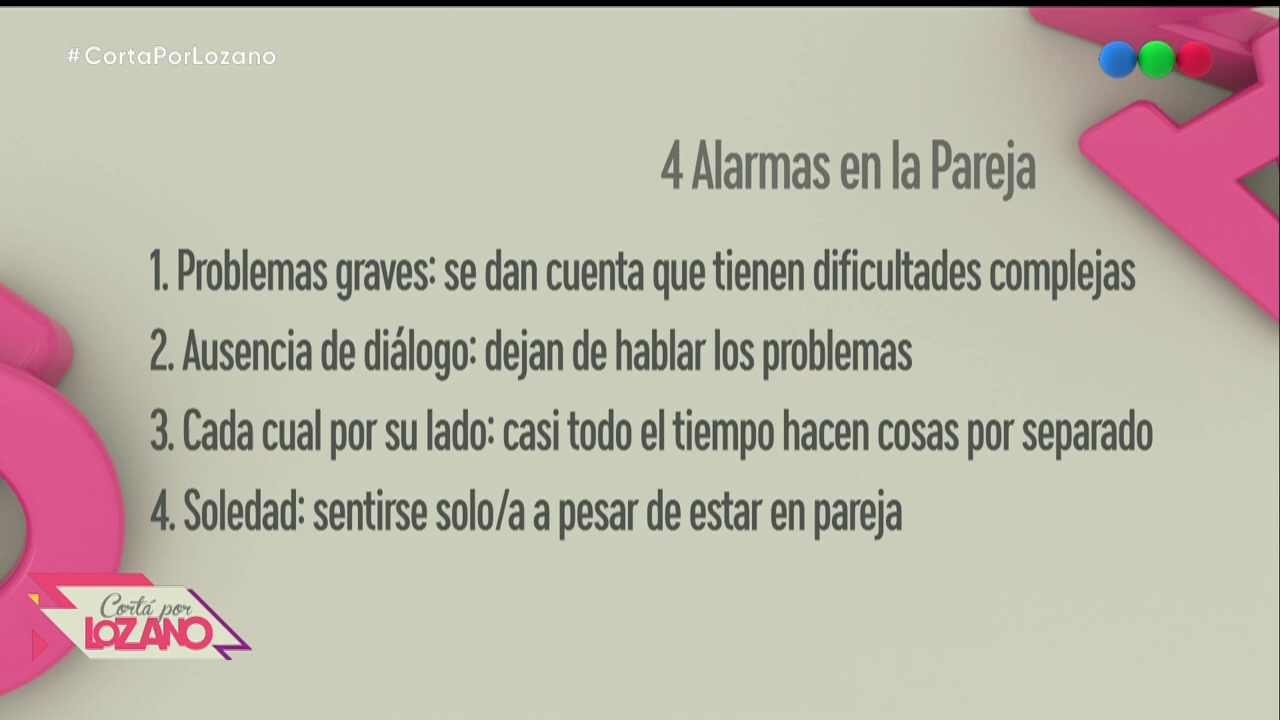 #CortaPorLozano
4 Alarmas en la Pareja
1. Problemas graves: se dan cuenta que tienen dificultades complejas
2. Ausencia de diálogo: dejan de hablar los problemas
3. Cada cual por su lado: casi todo el tiempo hacen cosas por separado
4. Soledad: sentirse solo/a a pesar de estar en pareja
Cortá por
LOZANO